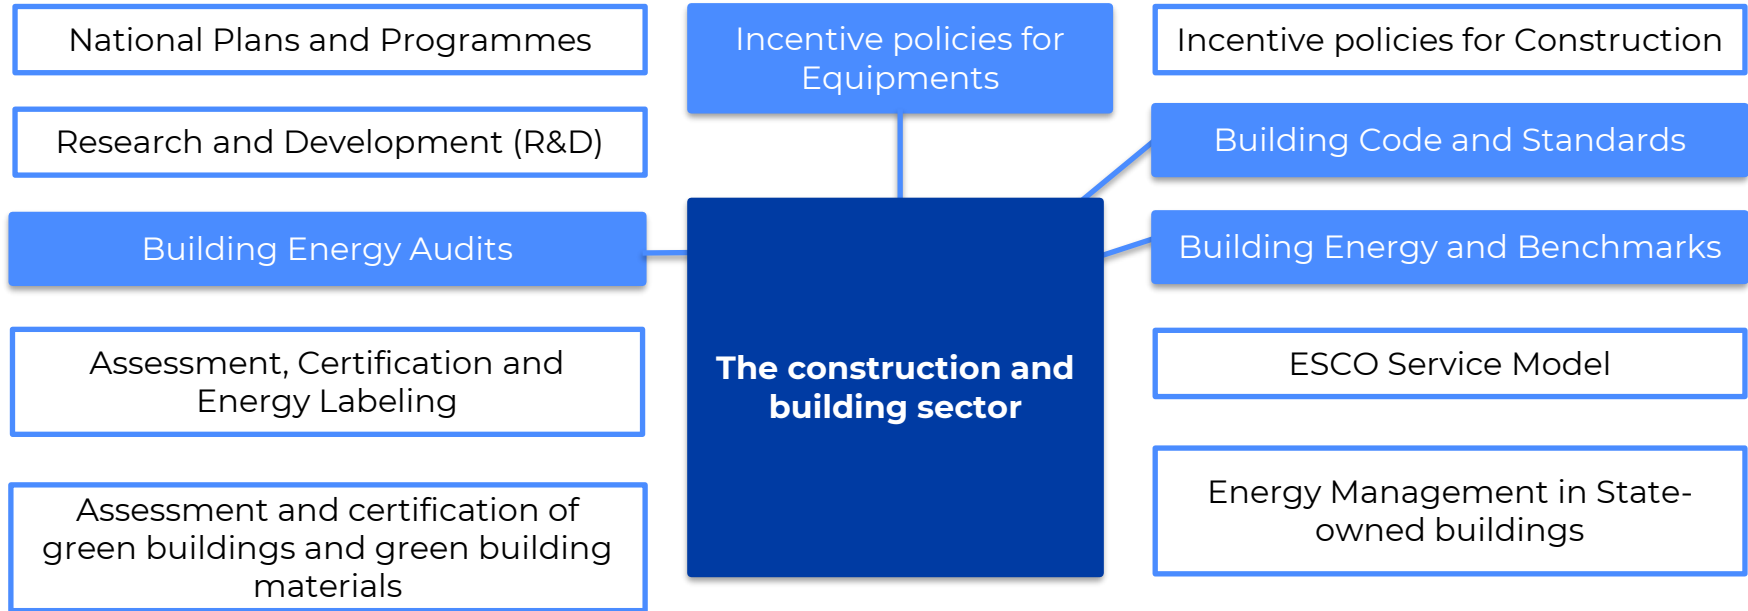 National Plans and Programmes
Research and Development (R&D)
Building Energy Audits
Assessment, Certification and
Energy Labeling
Assessment and certification of
green buildings and green building
materials
Incentive policies for
Equipments
The construction and
building sector
Incentive policies for Construction
Building Code and Standards
Building Energy and Benchmarks
ESCO Service Model
Energy Management in State-
owned buildings